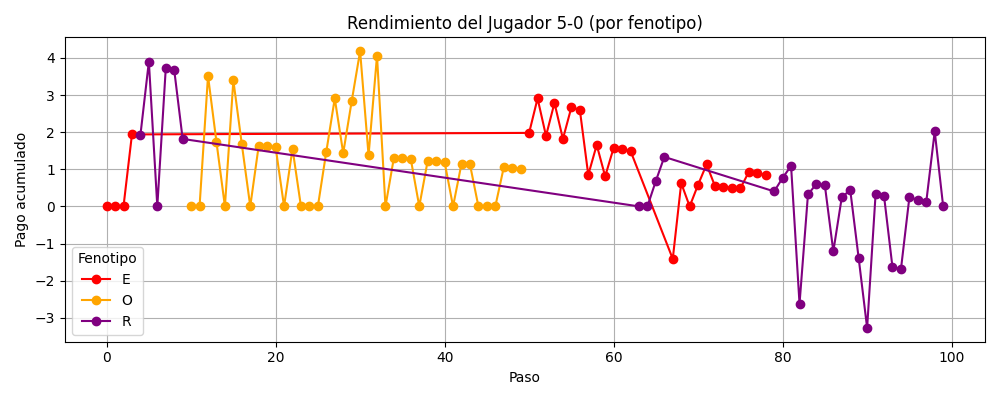 Rendimiento del Jugador 5-0 (por fenotipo)
Pago acumulado
4
3
2
1
0
−1
−2
−3
Fenotipo
E
O
R
0 20 40 60 80 100
Paso